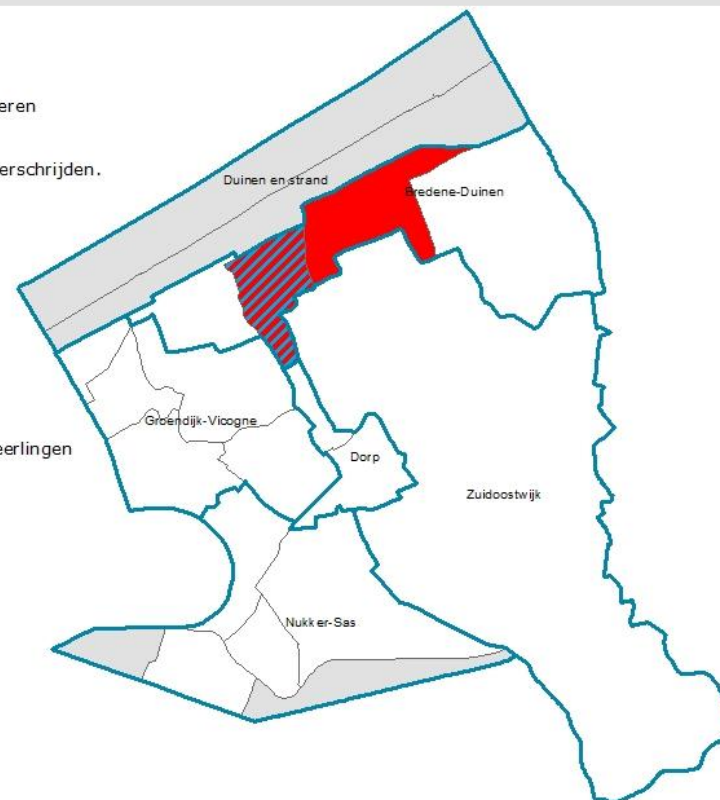 eren
erschrijden.
Duinen en strand
Bredene-Duinen
Groendijk-Vicogne
eerlingen
Dorp
Zuidoostwijk
Nukker-Sas